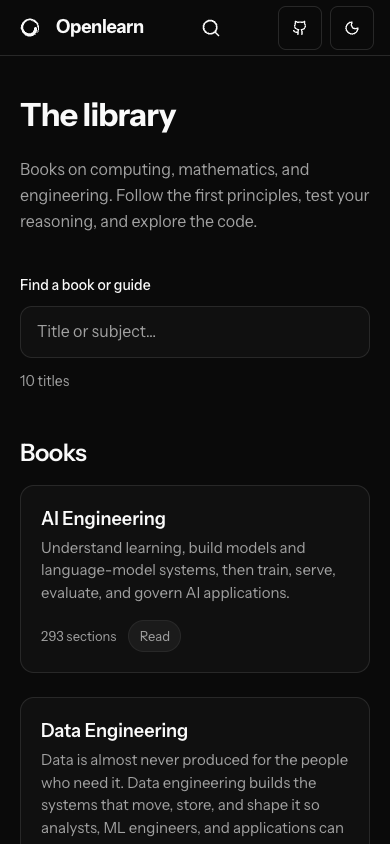 Openlearn
The library
Books on computing, mathematics, and
engineering. Follow the first principles, test your
reasoning, and explore the code.
Find a book or guide
Title or subject...
10 titles
Books
AI Engineering
Understand learning, build models and
language-model systems, then train, serve,
evaluate, and govern AI applications.
293 sections Read
Data Engineering
Data is almost never produced for the people
who need it. Data engineering builds the
systems that move, store, and shape it so
analysts, ML engineers, and applications can